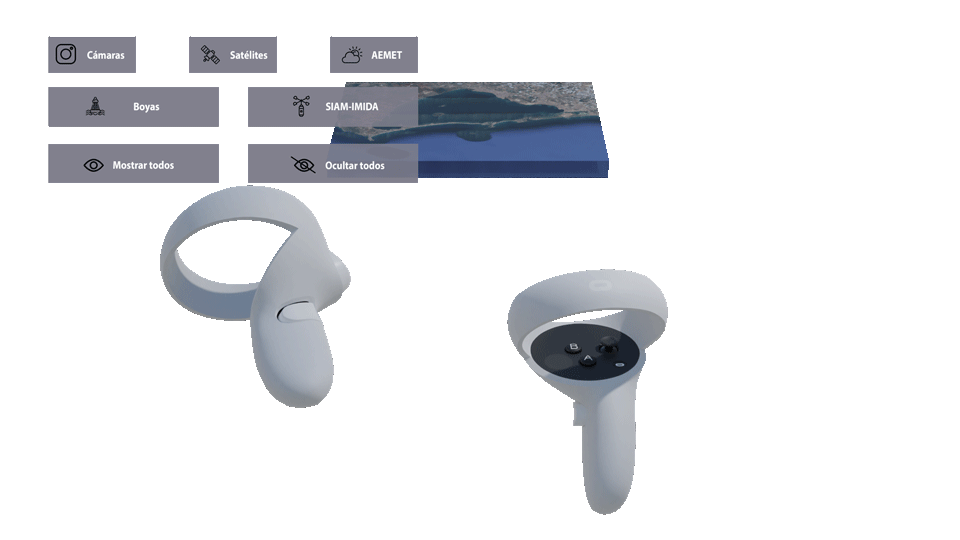 Cámaras
Satélites
AEMET
Boyas
SIAM-IMIDA
Mostrar todos
Ocultar todos
B
A